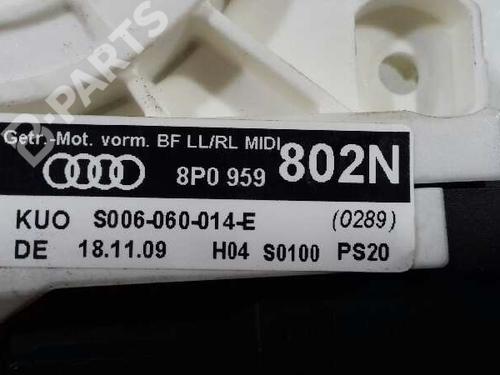 B-PARTS
Getr.-Mot. vorm. BF LL/RL MIDI
8P0 959 802N
KUO S006-060-014-E (0289)
DE 18.11.09 H04 S0100 PS20